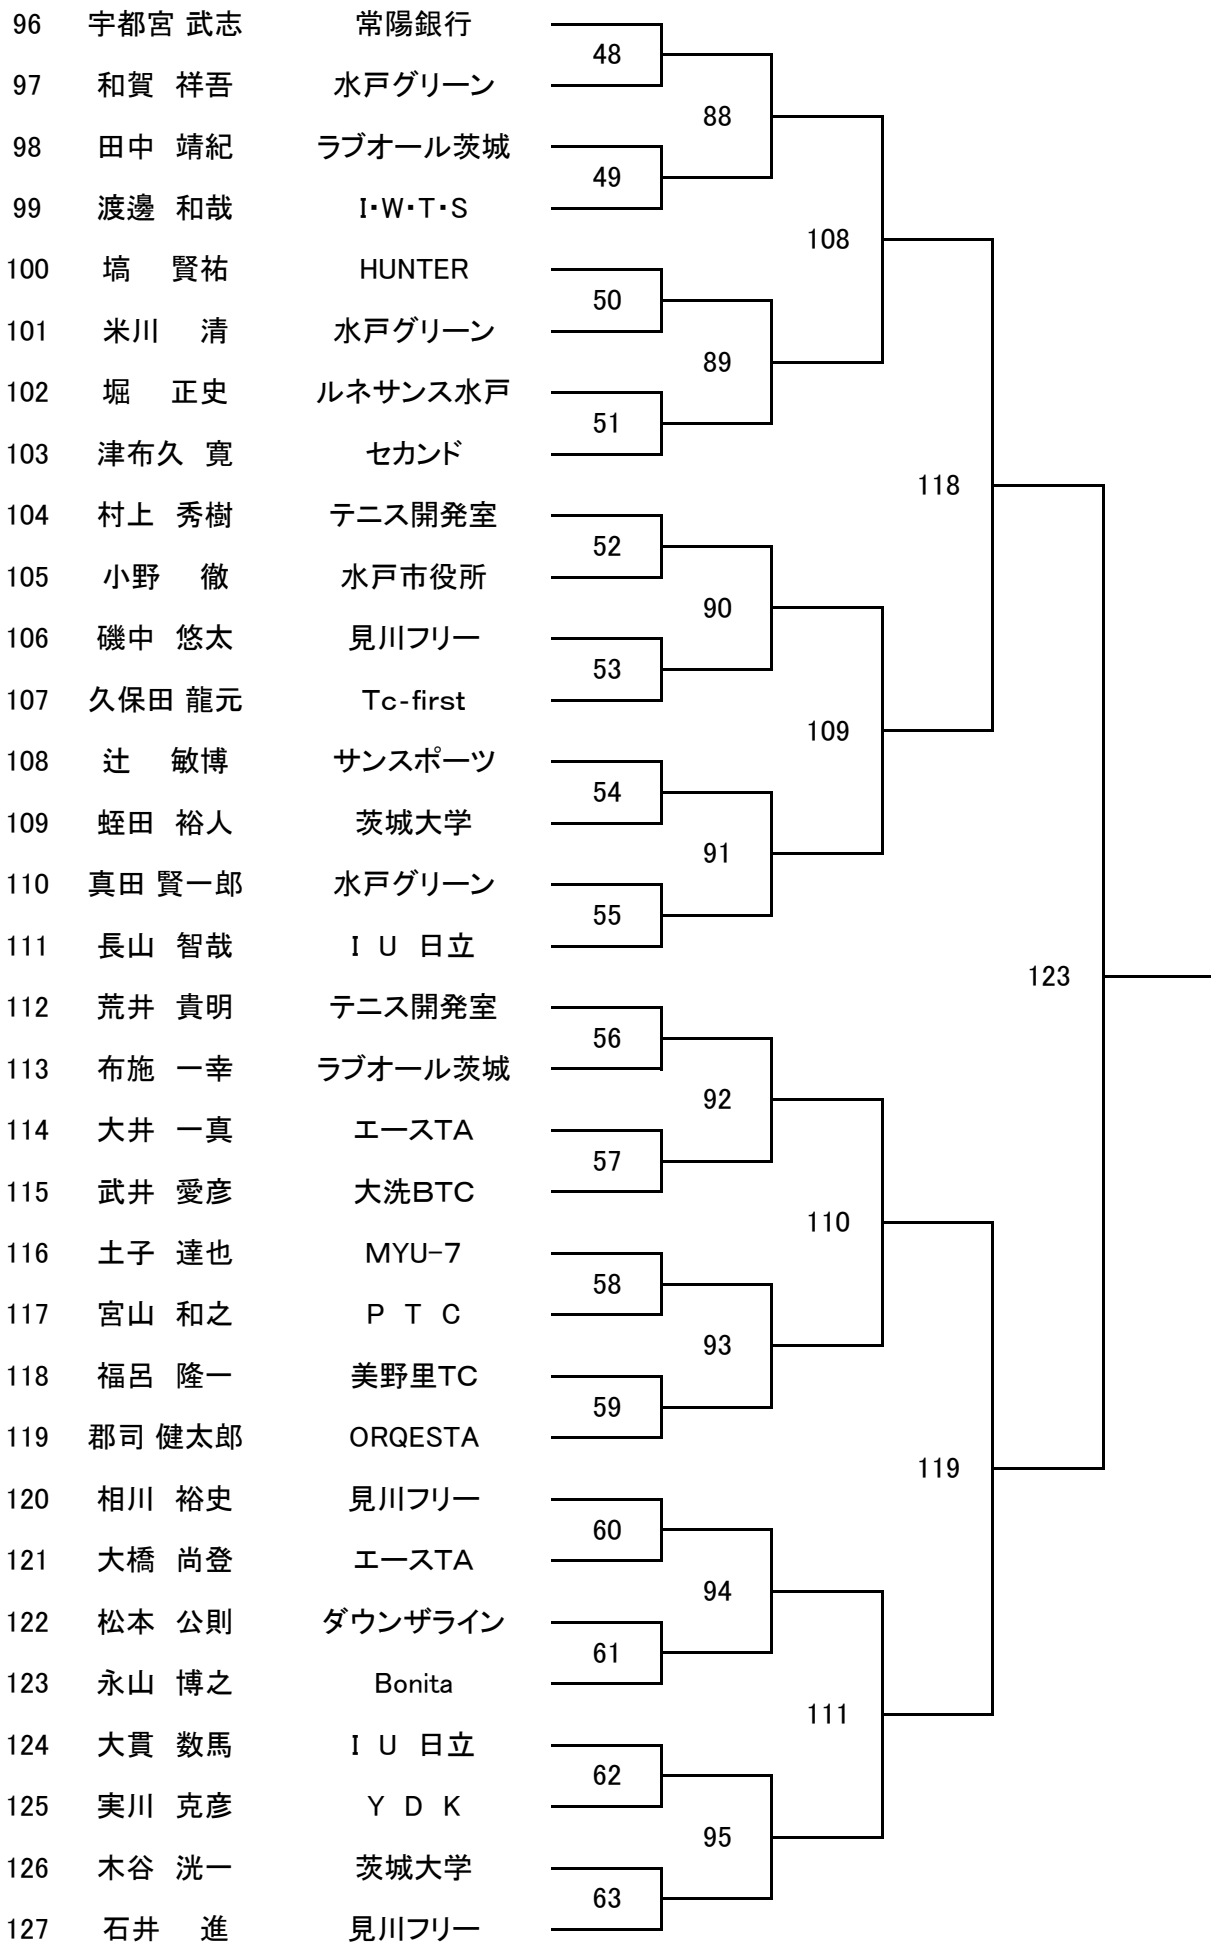 96 宇都宮 武志 常陽銀行
48
97 和賀 祥吾 水戸グリーン
88
98 田中 靖紀 ラブオール茨城
49
99 渡邊 和哉 I・W・T・S
108
100 塙 賢祐 HUNTER
50
101 米川 清 水戸グリーン
89
102 堀 正史 ルネサンス水戸
51
103 津布久 寛 セカンド
118
104 村上 秀樹 テニス開発室
52
105 小野 徹 水戸市役所
90
106 磯中 悠太 見川フリー
53
107 久保田 龍元 Tc-first
109
108 辻 敏博 サンスポーツ
54
109 蛭田 裕人 茨城大学
91
110 真田 賢一郎 水戸グリーン
55
111 長山 智哉 I U 日立
123
112 荒井 貴明 テニス開発室
56
113 布施 一幸 ラブオール茨城
92
114 大井 一真 エースTA
57
115 武井 愛彦 大洗BTC
110
116 土子 達也 MYU-7
58
117 宮山 和之 P T C
93
118 福呂 隆一 美野里TC
59
119 郡司 健太郎 ORQESTA
119
120 相川 裕史 見川フリー
60
121 大橋 尚登 エースTA
94
122 松本 公則 ダウンザライン
61
123 永山 博之 Bonita
111
124 大貫 数馬 I U 日立
62
125 実川 克彦 Y D K
95
126 木谷 洸一 茨城大学
63
127 石井 進 見川フリー